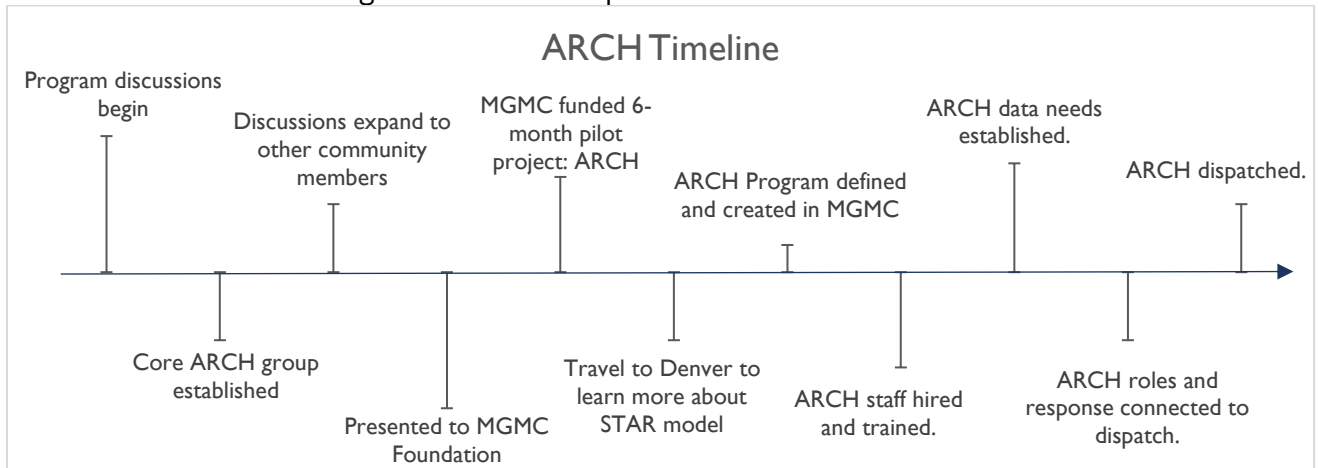 ARCH Timeline
Program discussions
begin
Core ARCH group
established
Discussions expand to
other community
members
Presented to MGMC
Foundation
MGMC funded 6-
month pilot
project: ARCH
Travel to Denver to
learn more about
STAR model
ARCH Program defined
and created in MGMC
ARCH staff hired
and trained.
ARCH data needs
established.
ARCH roles and
response connected to
dispatch.
ARCH dispatched.